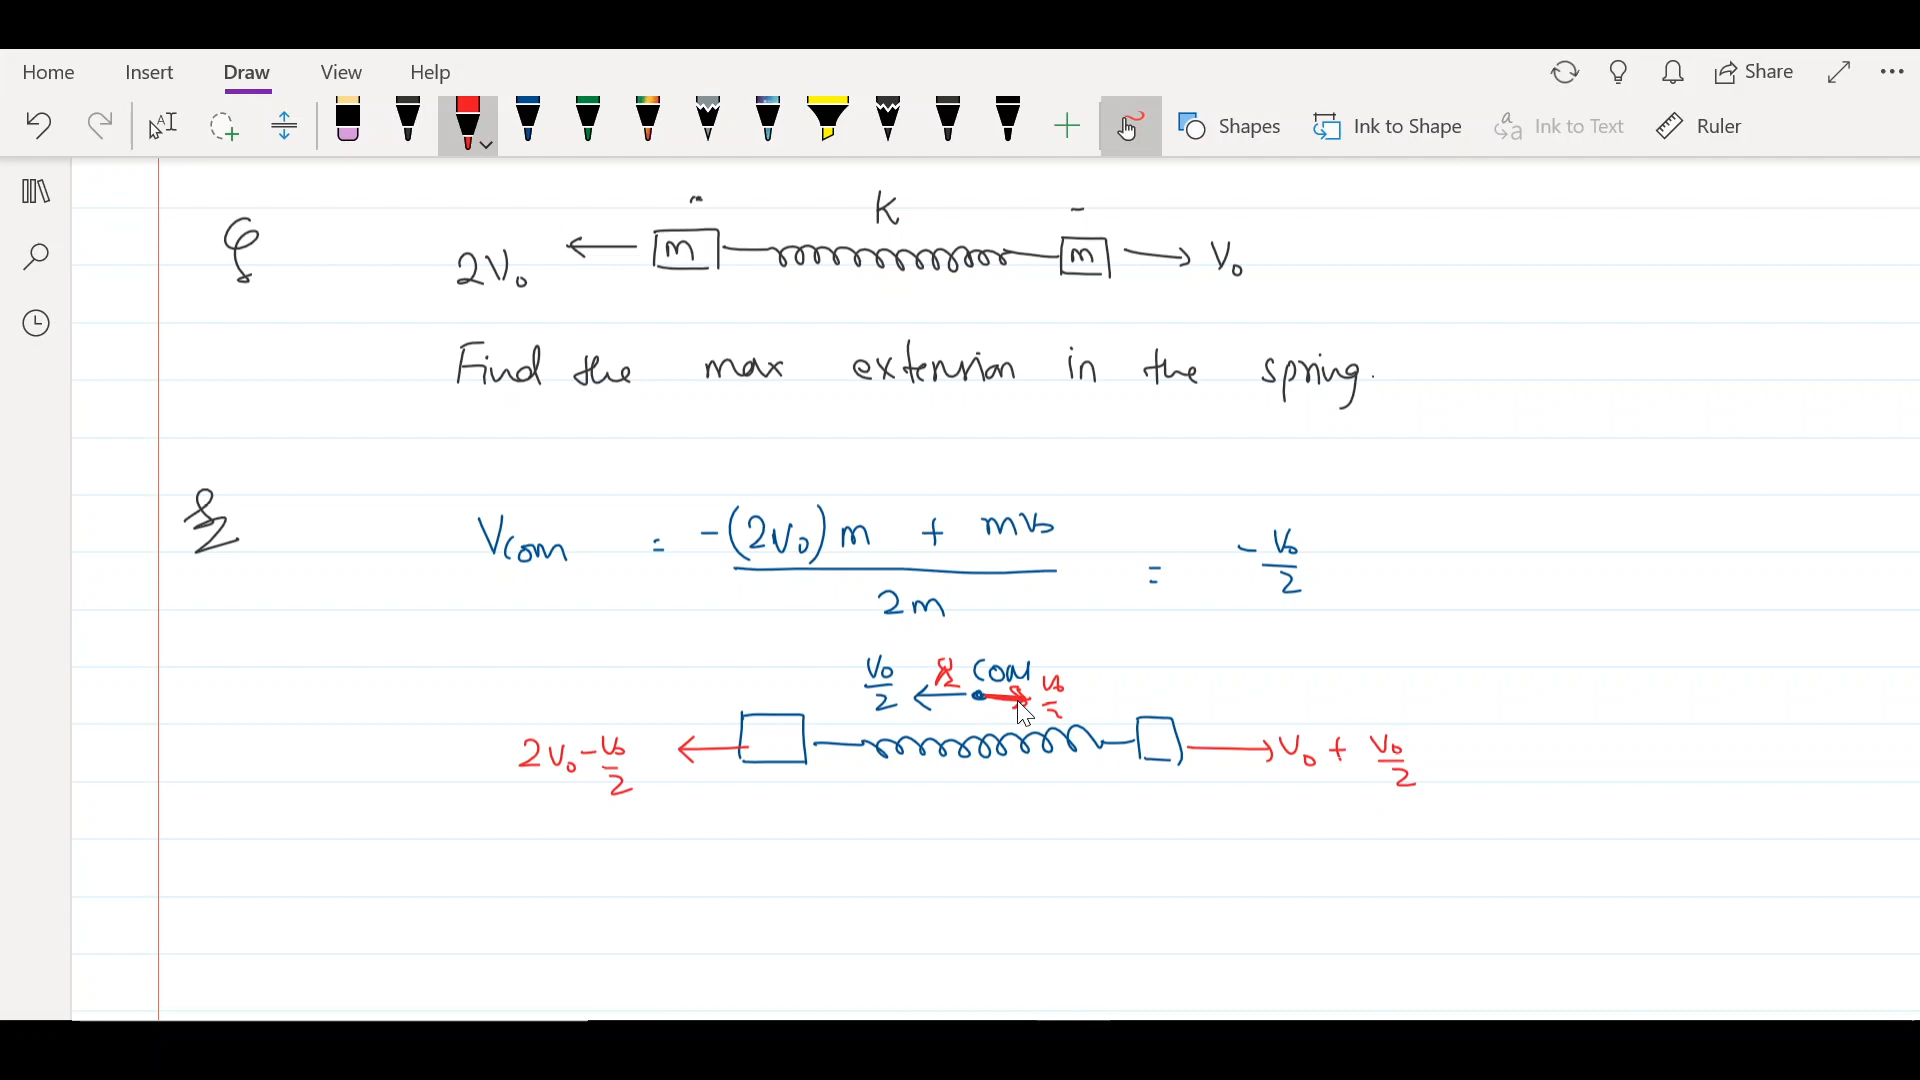 Home Insert Draw View Help Share
Shapes Ink to Shape Ink to Text Ruler
K
2V₀ ← m m → V₀
Find the max extension in the spring.
Vcom = -(2V₀)m + mV₀ / 2m = - V₀/2
V₀/2 ← COM V₀/2
2V₀ - V₀/2 ← → V₀ + V₀/2